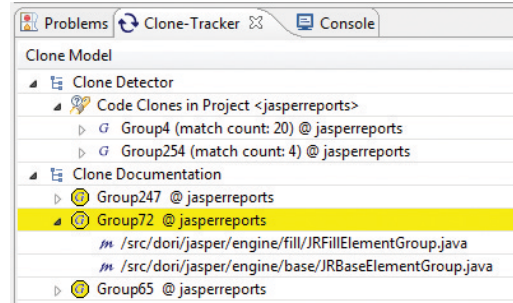 Problems Clone-Tracker Console
Clone Model
Clone Detector
Code Clones in Project <jasperreports>
G Group4 (match count: 20) @ jasperreports
G Group254 (match count: 4) @ jasperreports
Clone Documentation
G Group247 @ jasperreports
G Group72 @ jasperreports
m /src/dori/jasper/engine/fill/JRFillElementGroup.java
m /src/dori/jasper/engine/base/JRBaseElementGroup.java
G Group65 @ jasperreports